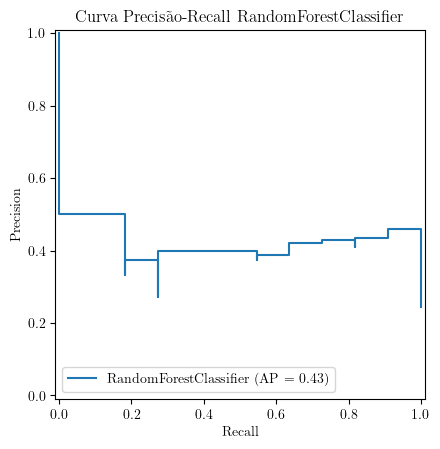 Curva Precisão-Recall RandomForestClassifier
1.0
0.8
0.6
0.4
0.2
0.0
Precision
RandomForestClassifier (AP = 0.43)
0.0 0.2 0.4 0.6 0.8 1.0
Recall